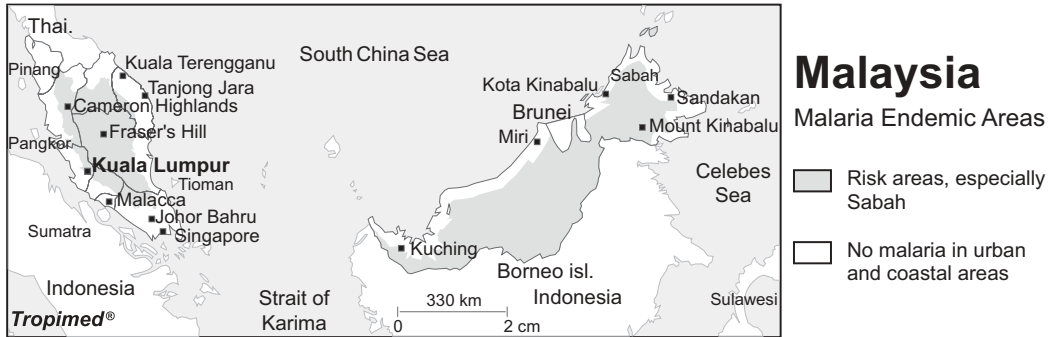 Thai.
South China Sea
Pinang
Kuala Terengganu
Tanjong Jara
Cameron Highlands
Fraser's Hill
Pangkor
Kuala Lumpur
Tioman
Malacca
Johor Bahru
Singapore
Sumatra
Indonesia
Tropimed®
Strait of
Karima
Kota Kinabalu
Sabah
Sandakan
Brunei
Miri
Mount Kinabalu
Celebes
Sea
Kuching
Borneo isl.
Indonesia
Sulawesi
330 km
0
2 cm
Malaysia
Malaria Endemic Areas
Risk areas, especially
Sabah
No malaria in urban
and coastal areas